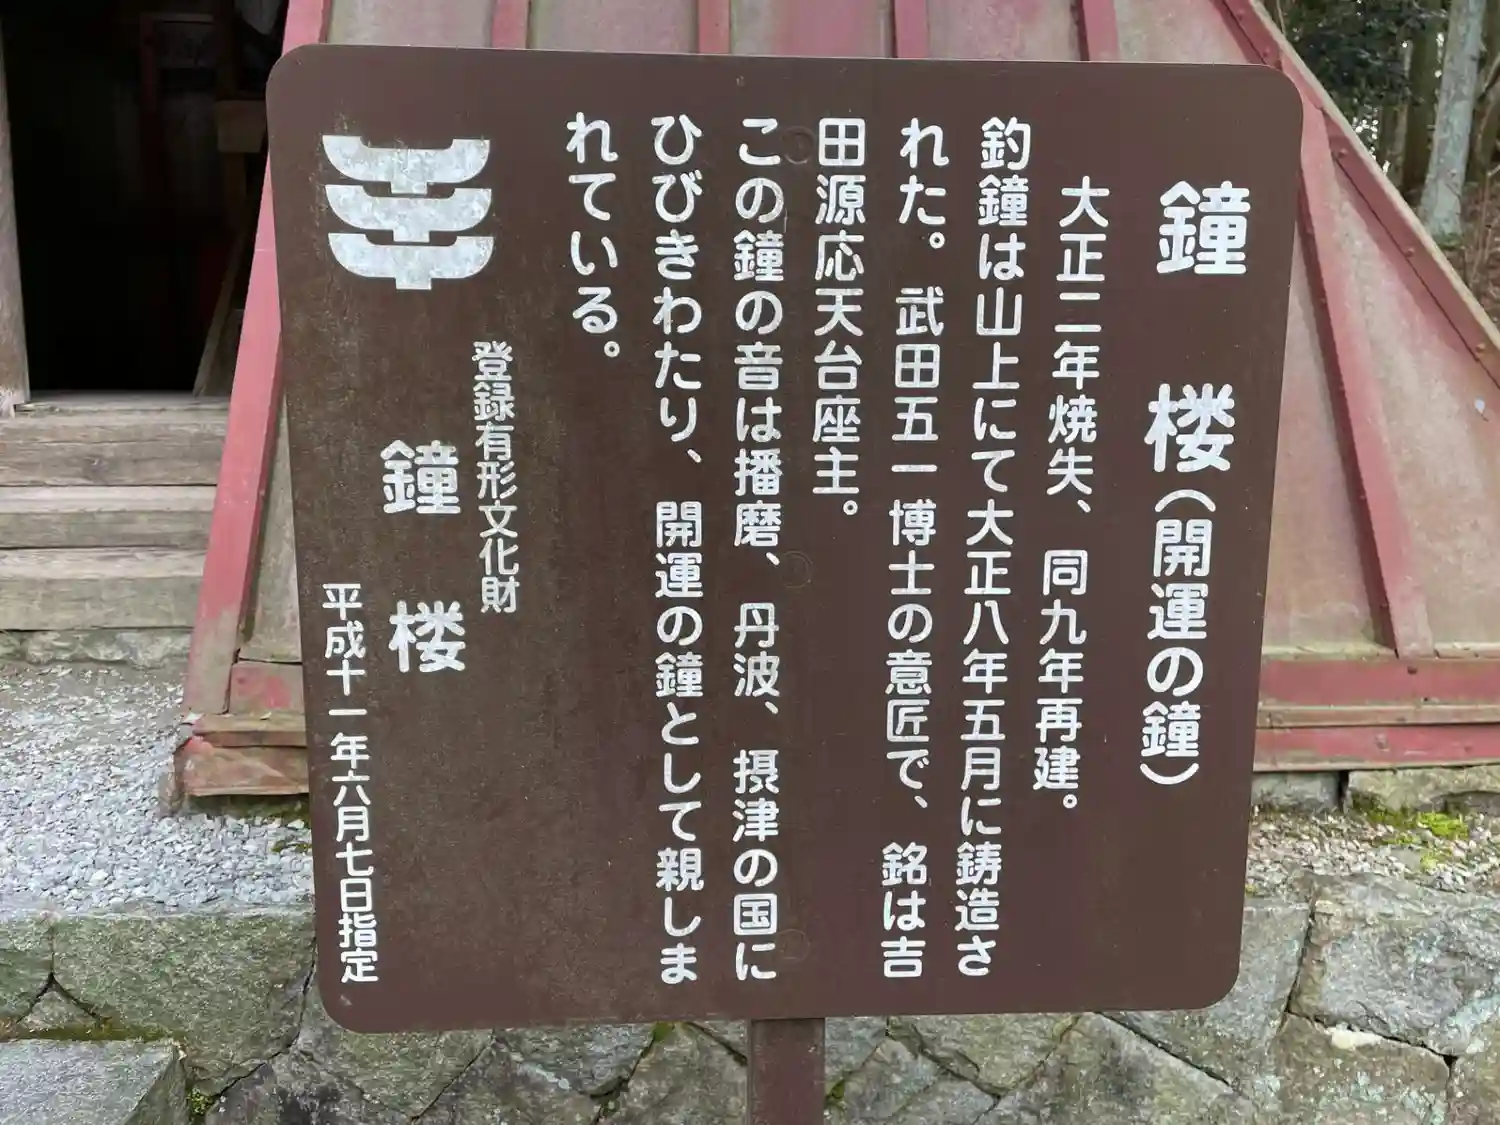 鐘楼(開運の鐘)
大正二年焼失、同九年再建。
釣鐘は山上にて大正八年五月に鋳造さ
れた。武田五一博士の意匠で、銘は吉
田源応天台座主。
この鐘の音は播磨、丹波、摂津の国に
ひびきわたり、開運の鐘として親しま
れている。
登録有形文化財
鐘楼
平成十一年六月七日指定